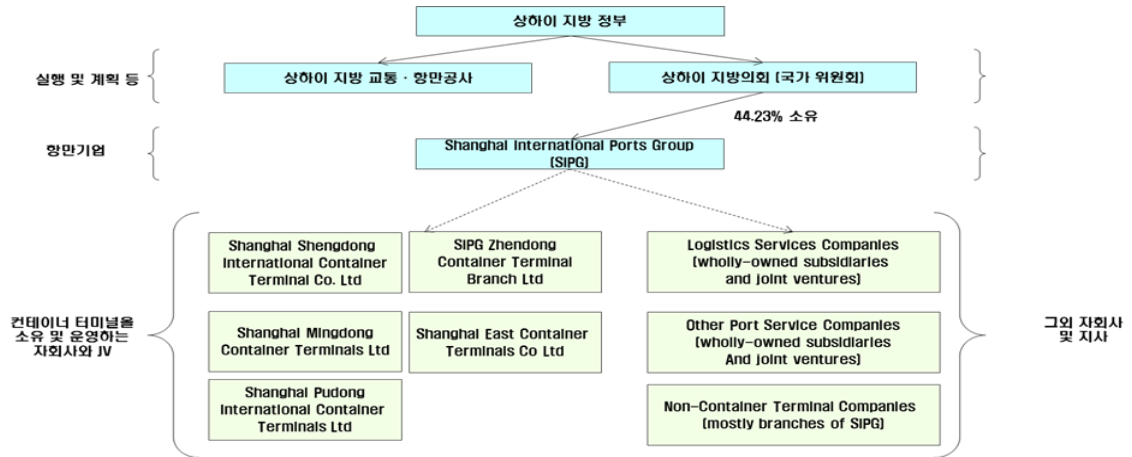 상하이 지방 정부
실행 및 계획 등
상하이 지방 교통 · 항만공사
상하이 지방의회 (국가 위원회)
44.23% 소유
항만기업
Shanghai International Ports Group
(SIPG)
컨테이너 터미널을
소유 및 운영하는
자회사와 JV
Shanghai Shengdong
International Container
Terminal Co. Ltd
SIPG Zhendong
Container Terminal
Branch Ltd
Shanghai Mingdong
Container Terminals Ltd
Shanghai East Container
Terminals Co Ltd
Shanghai Pudong
International Container
Terminals Ltd
Logistics Services Companies
(wholly-owned subsidiaries
and joint ventures)
Other Port Service Companies
(wholly-owned subsidiaries
And joint ventures)
Non-Container Terminal Companies
(mostly branches of SIPG)
그외 자회사
및 지사